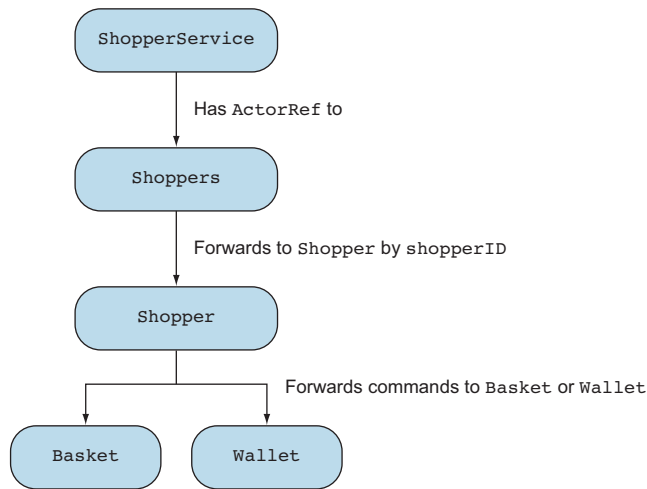 ShopperService
Has ActorRef to
Shoppers
Forwards to Shopper by shopperID
Shopper
Forwards commands to Basket or Wallet
Basket
Wallet